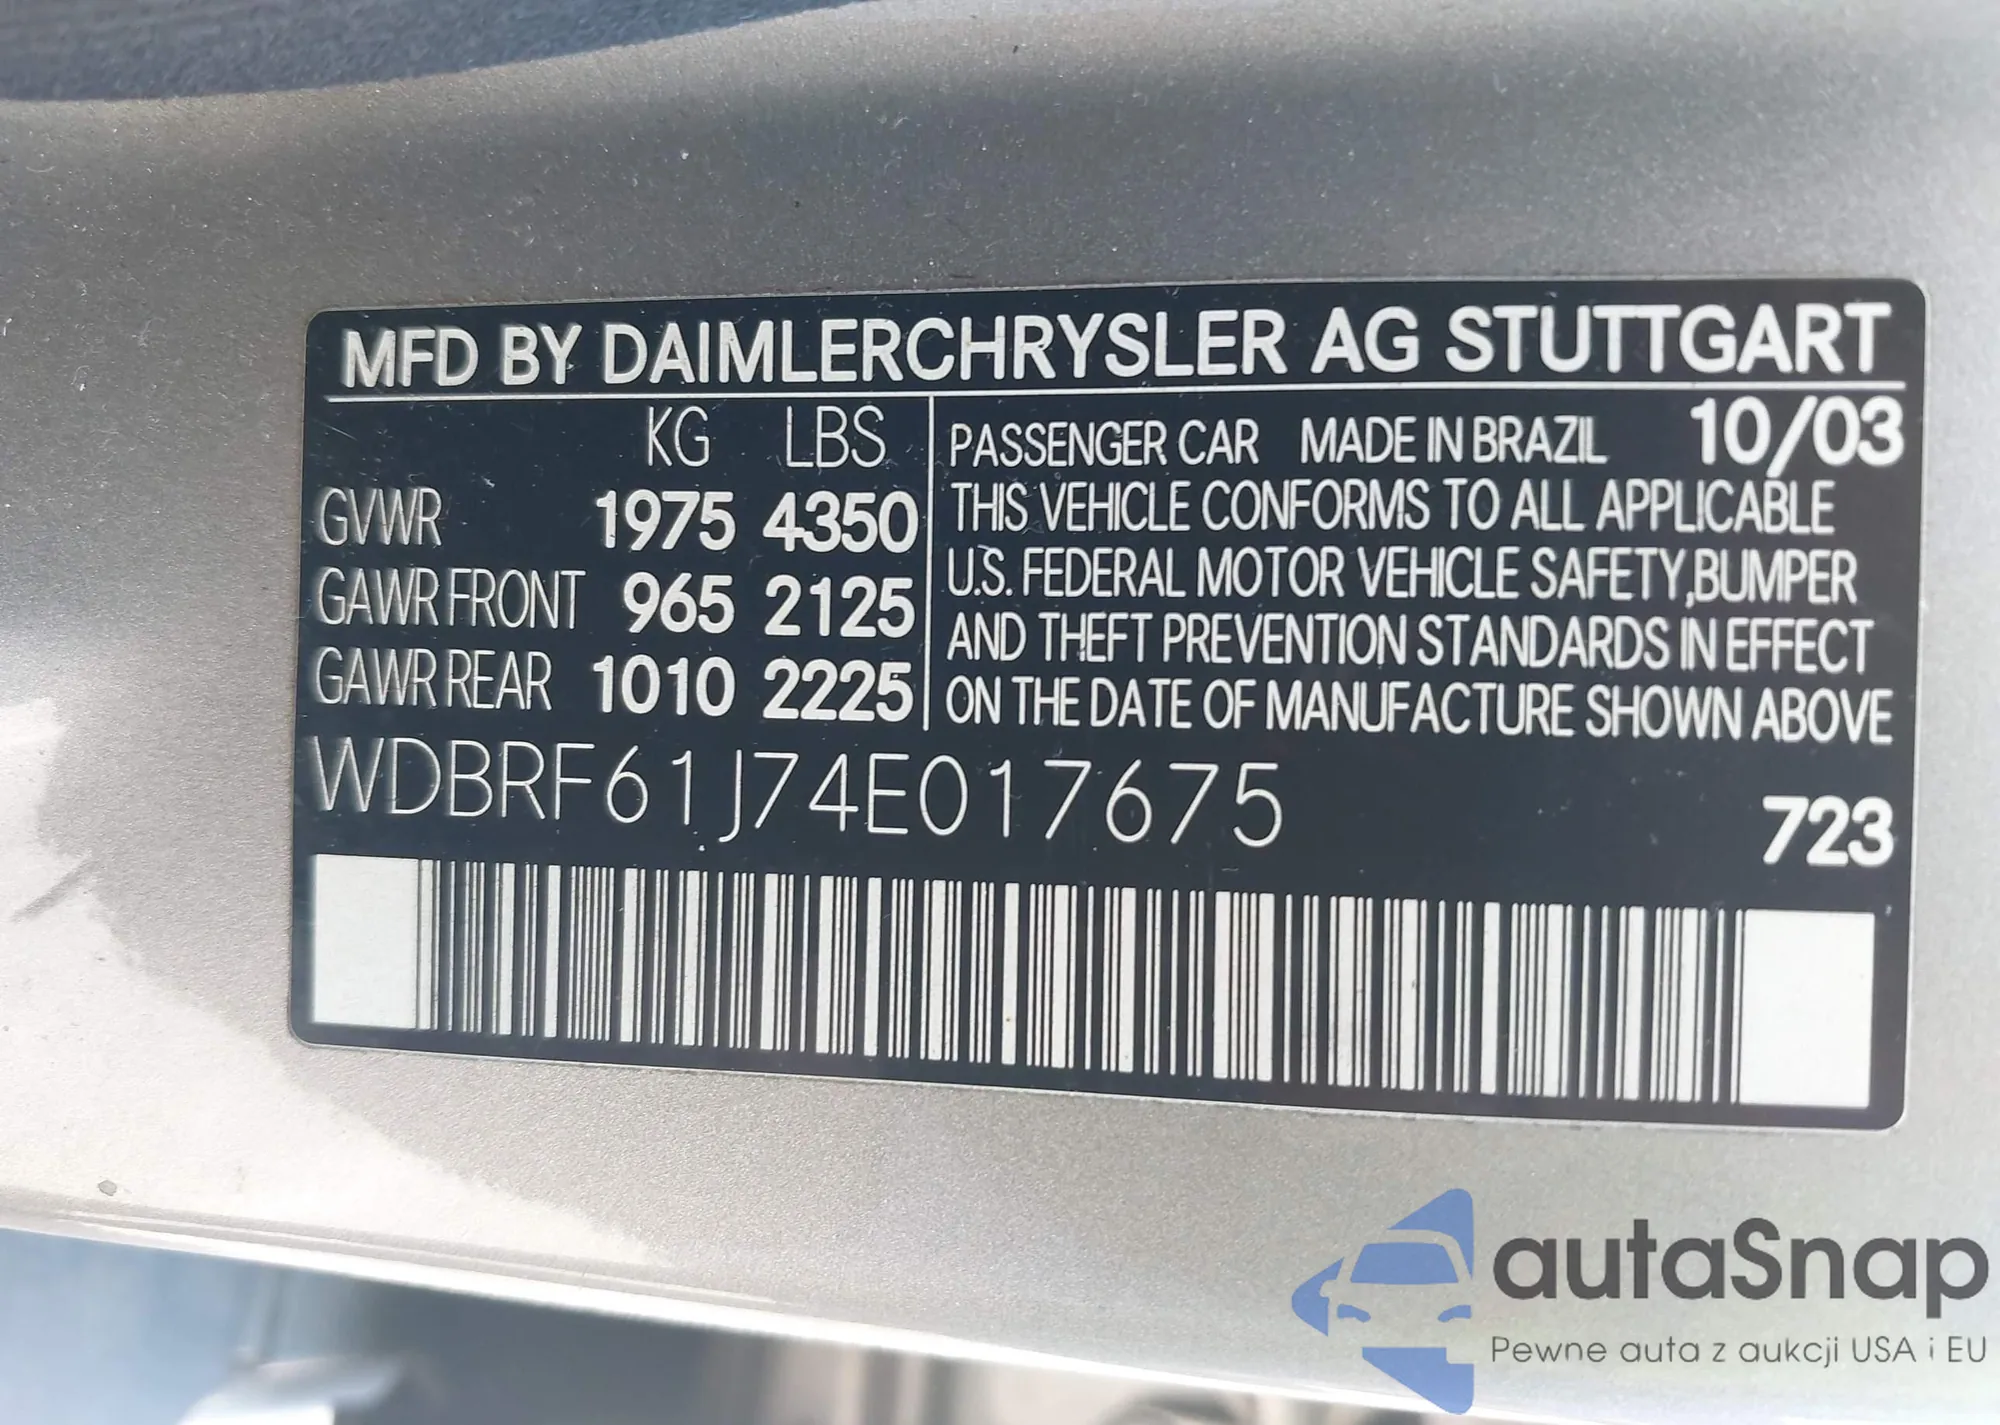 MFD BY DAIMLERCHRYSLER AG STUTTGART
KG LBS
GVWR 1975 4350
GAWR FRONT 965 2125
GAWR REAR 1010 2225
PASSENGER CAR MADE IN BRAZIL 10/03
THIS VEHICLE CONFORMS TO ALL APPLICABLE
U.S. FEDERAL MOTOR VEHICLE SAFETY,BUMPER
AND THEFT PREVENTION STANDARDS IN EFFECT
ON THE DATE OF MANUFACTURE SHOWN ABOVE
WDBRF61J74E017675
723
autaSnap
Pewne auta z aukcji USA i EU